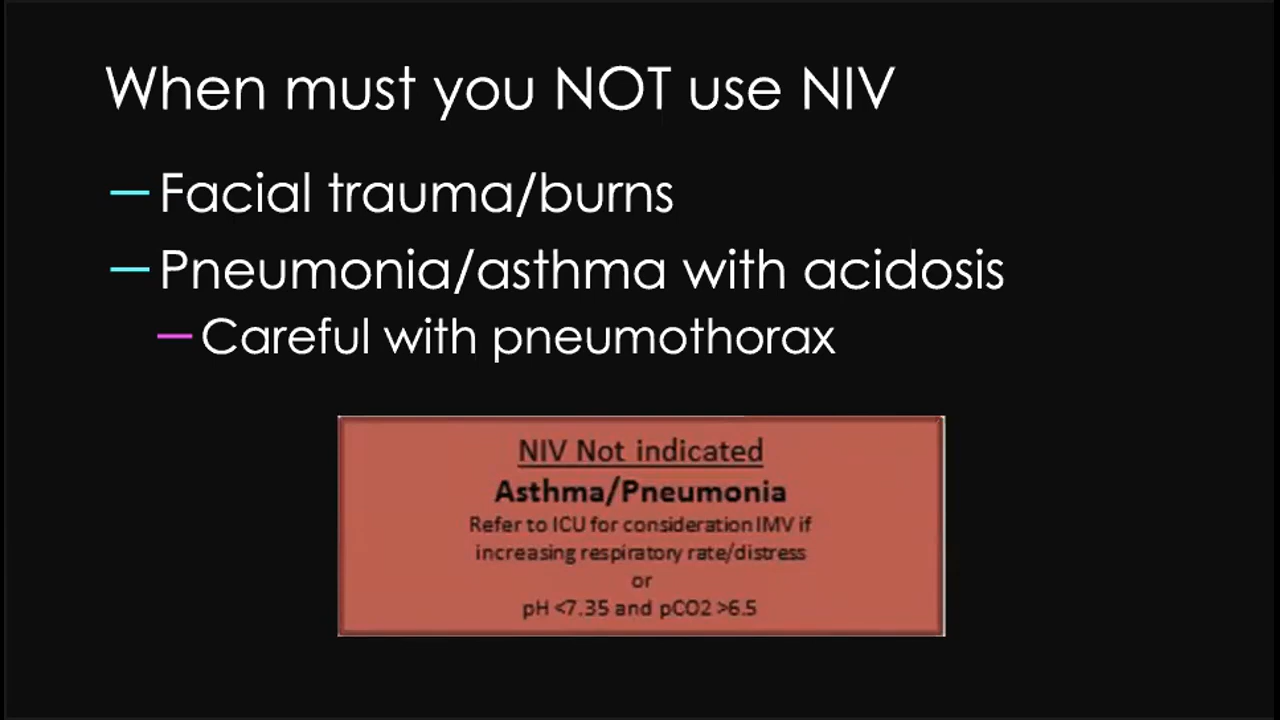 When must you NOT use NIV
Facial trauma/burns
Pneumonia/asthma with acidosis
Careful with pneumothorax
NIV Not indicated
Asthma/Pneumonia
Refer to ICU for consideration IMV if
increasing respiratory rate/distress
or
pH <7.35 and pCO2 >6.5